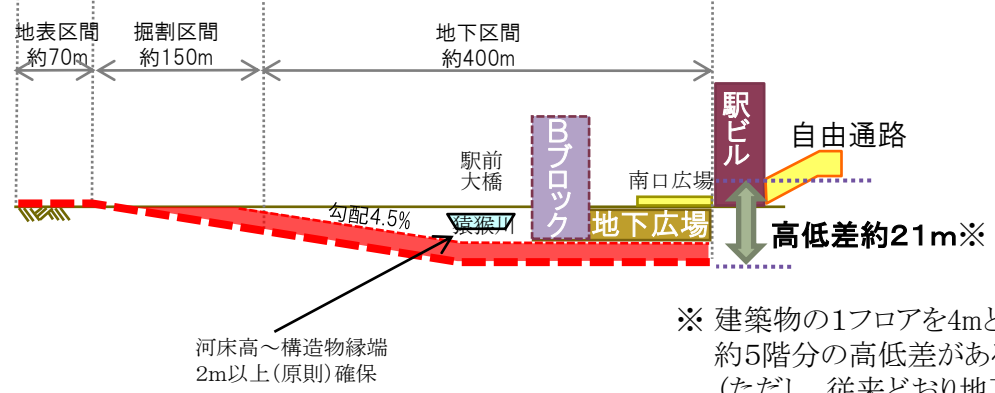 地表区間
約70m
掘割区間
約150m
地下区間
約400m
駅ビル
自由通路
Bブロック
駅前
大橋
南口広場
勾配4.5%
猿猴川
地下広場
高低差約21m※
河床高～構造物縁端
2m以上(原則)確保
※ 建築物の1フロアを4mと
約5階分の高低差がある